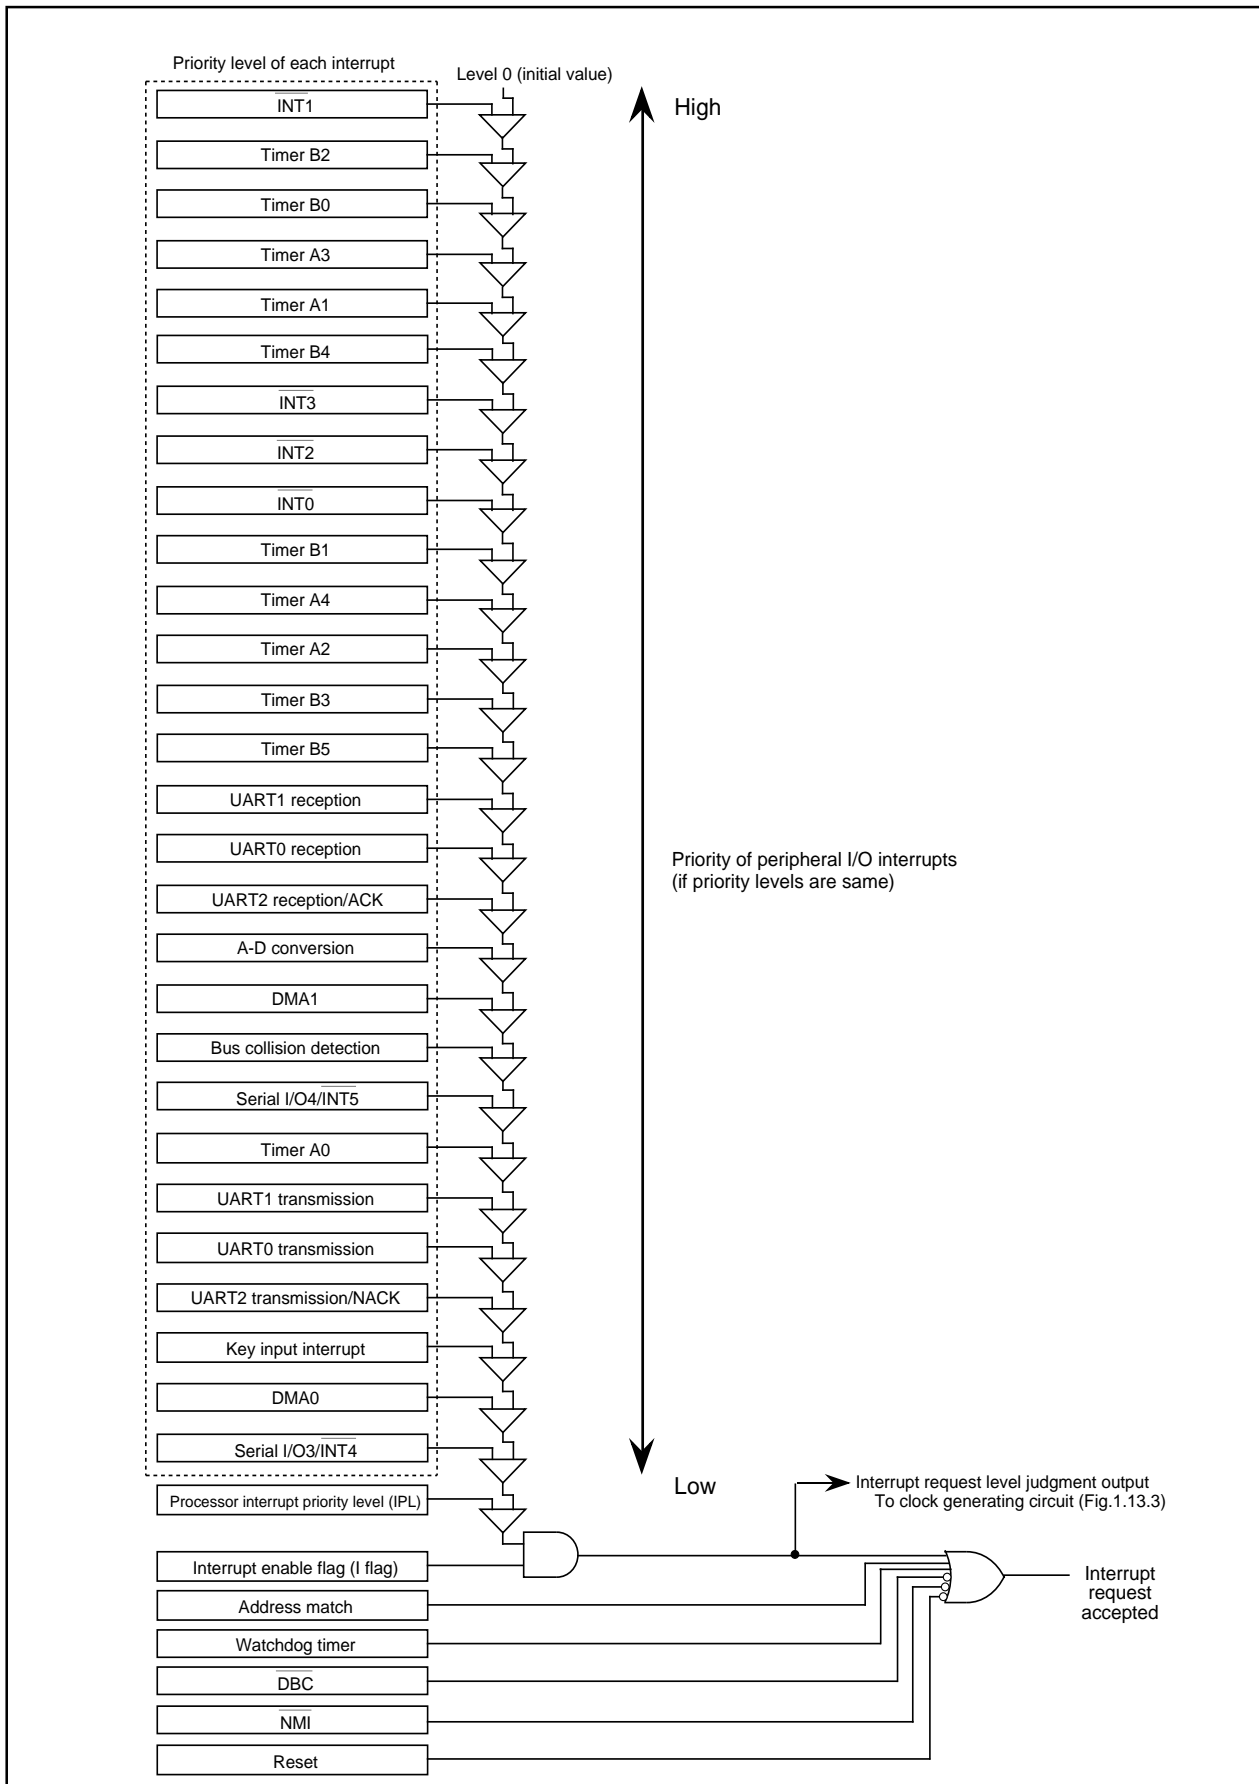 Priority level of each interrupt
Level 0 (initial value)
High
INT1
Timer B2
Timer B0
Timer A3
Timer A1
Timer B4
INT3
INT2
INT0
Timer B1
Timer A4
Timer A2
Timer B3
Timer B5
UART1 reception
UART0 reception
UART2 reception/ACK
A-D conversion
DMA1
Bus collision detection
Serial I/O4/INT5
Timer A0
UART1 transmission
UART0 transmission
UART2 transmission/NACK
Key input interrupt
DMA0
Serial I/O3/INT4
Priority of peripheral I/O interrupts
(if priority levels are same)
Low
Processor interrupt priority level (IPL)
Interrupt request level judgment output
To clock generating circuit (Fig.1.13.3)
Interrupt enable flag (I flag)
Address match
Watchdog timer
DBC
NMI
Reset
Interrupt
request
accepted